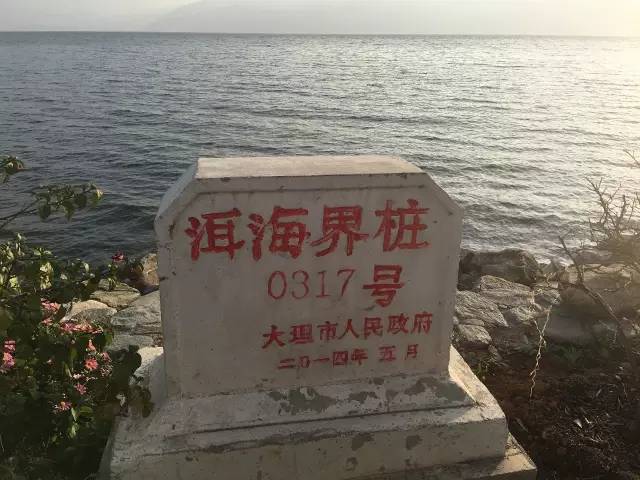 洱海界桩
0317号
大理市人民政府
二〇一四年五月